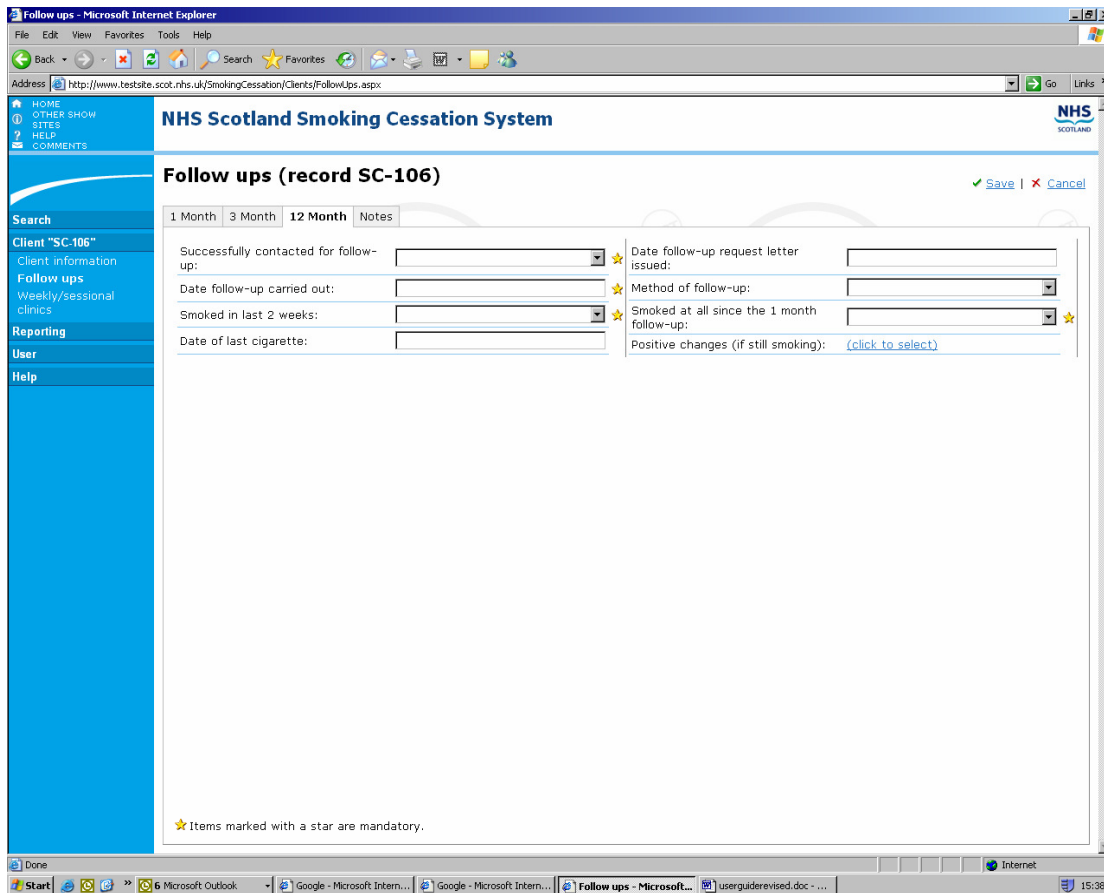 Follow ups - Microsoft Internet Explorer
File Edit View Favorites Tools Help
Back Search Favorites
Address http://www.testsite.scot.nhs.uk/SmokingCessation/Clients/FollowUps.aspx Go Links
HOME
OTHER SHOW
SITES
HELP
COMMENTS
NHS Scotland Smoking Cessation System
NHS
SCOTLAND
Follow ups (record SC-106)
Save | Cancel
Search
Client "SC-106"
Client information
Follow ups
Weekly/sessional
clinics
Reporting
User
Help
1 Month 3 Month 12 Month Notes
Successfully contacted for follow-
up:
Date follow-up carried out:
Smoked in last 2 weeks:
Date of last cigarette:
Date follow-up request letter
issued:
Method of follow-up:
Smoked at all since the 1 month
follow-up:
Positive changes (if still smoking): (click to select)
Items marked with a star are mandatory.
Done Internet
Start 6 Microsoft Outlook Google - Microsoft Intern... Google - Microsoft Intern... Follow ups - Microsoft... userguiderevised.doc - ... 15:38